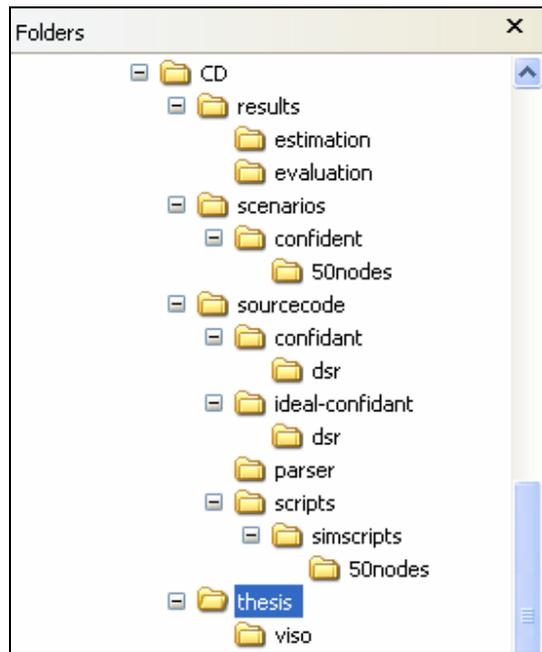 Folders
CD
results
estimation
evaluation
scenarios
confident
50nodes
sourcecode
confidant
dsr
ideal-confidant
dsr
parser
scripts
simscripts
50nodes
thesis
viso